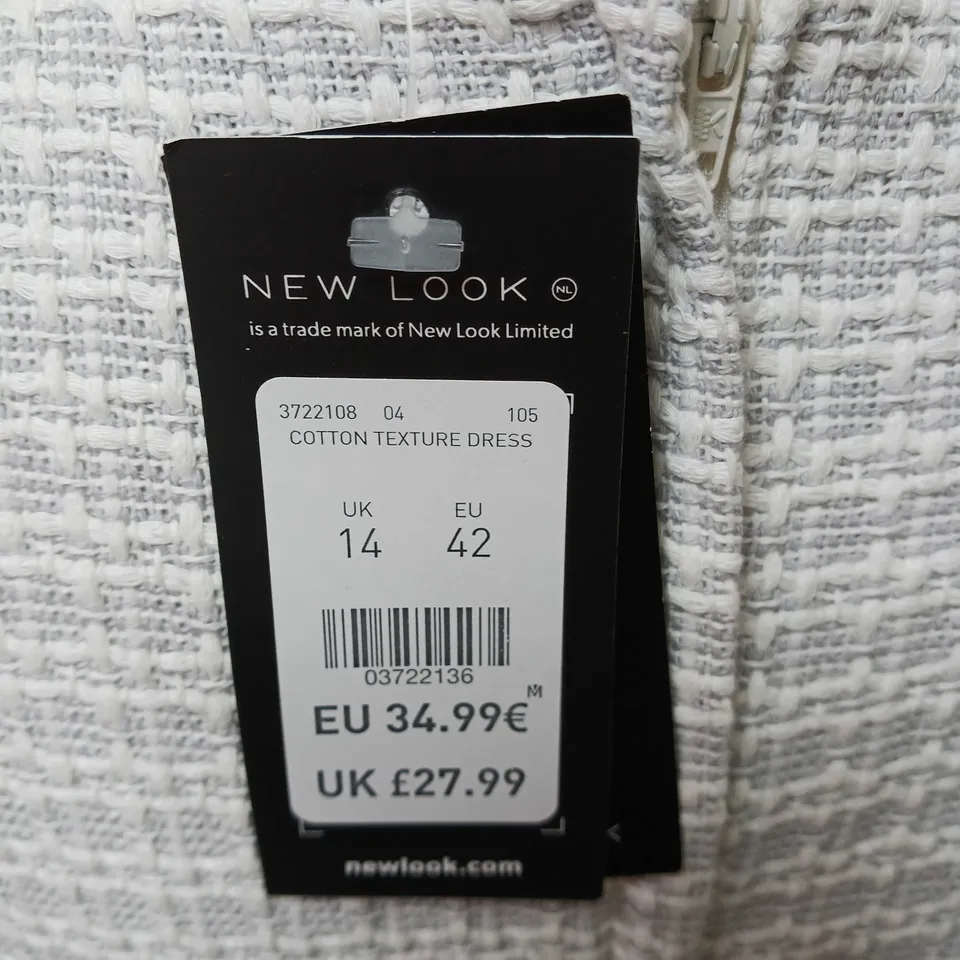 NEW LOOK NL
is a trade mark of New Look Limited
3722108 04 105
COTTON TEXTURE DRESS
UK EU
14 42
03722136
M
EU 34.99€
UK £27.99
newlook.com